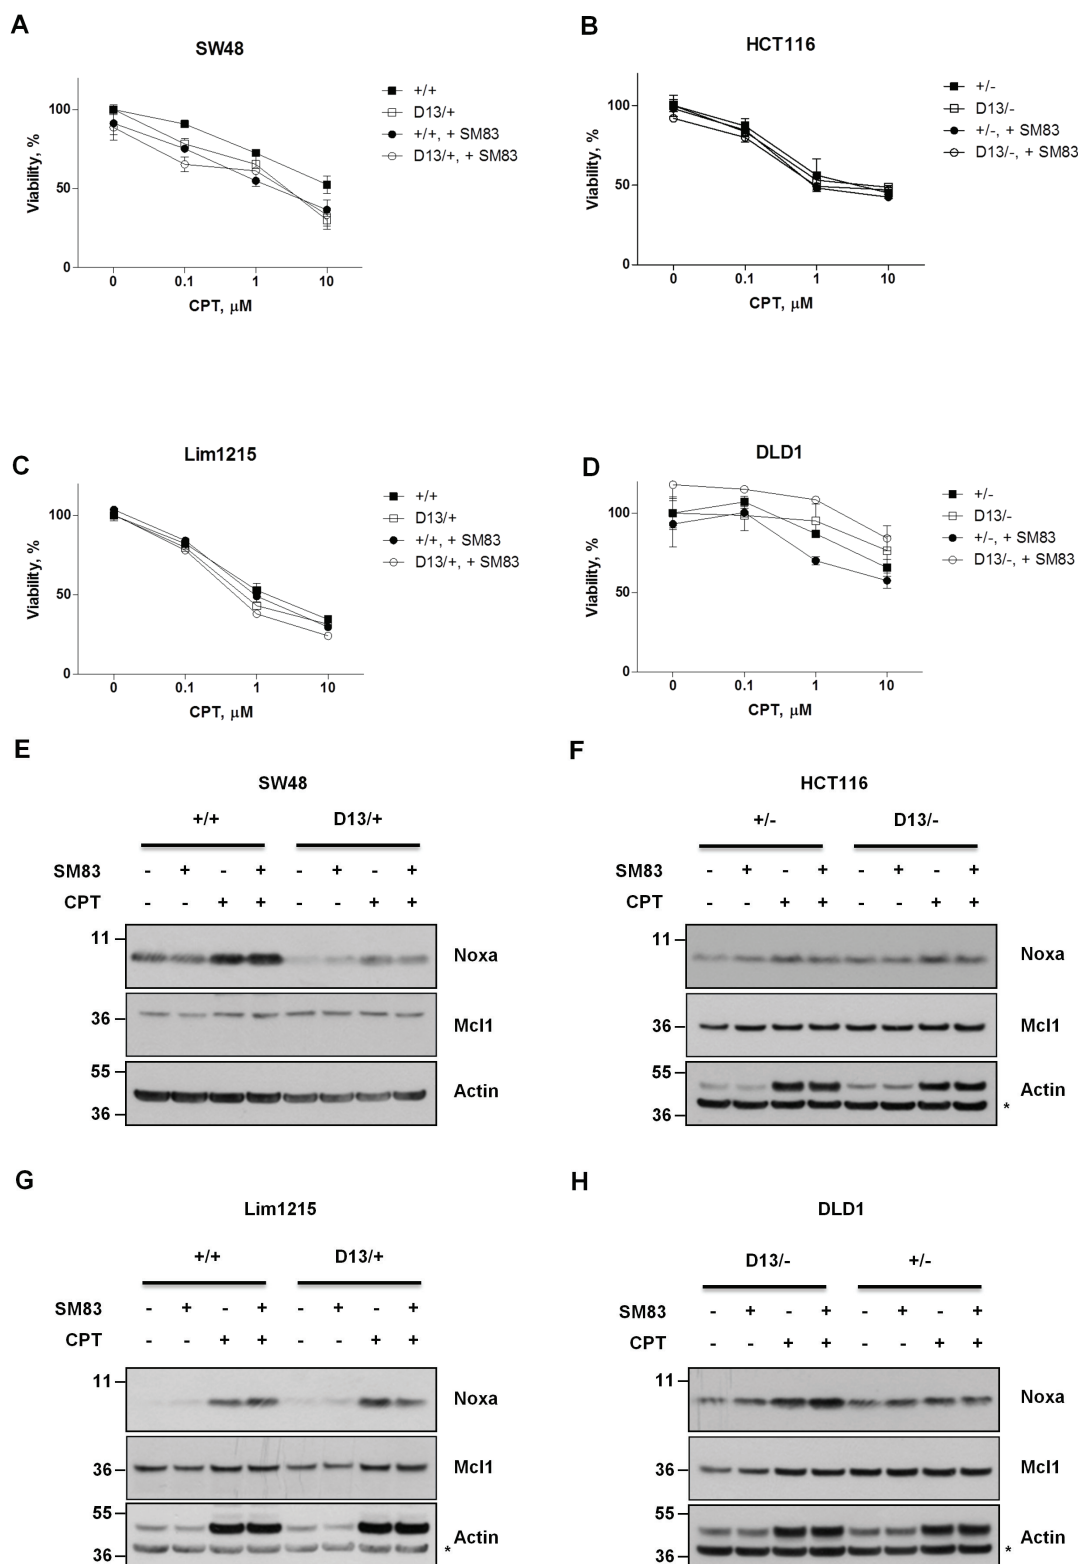 A
SW48
Viability, %
100
50
0
0 0.1 1 10
CPT, μM
+/+
D13/+
+/+, + SM83
D13/+, + SM83
B
HCT116
Viability, %
100
50
0
0 0.1 1 10
CPT, μM
+/-
D13/-
+/-, + SM83
D13/-, + SM83
C
Lim1215
Viability, %
100
50
0
0 0.1 1 10
CPT, μM
+/+
D13/+
+/+, + SM83
D13/+, + SM83
D
DLD1
Viability, %
100
50
0
0 0.1 1 10
CPT, μM
+/-
D13/-
+/-, + SM83
D13/-, + SM83
E
SW48
+/+ D13/+
SM83 - + - + - + - +
CPT - - + + - - + +
11 Noxa
36 Mcl1
55
Actin
36
F
HCT116
+/- D13/-
SM83 - + - + - + - +
CPT - - + + - - + +
11 Noxa
36 Mcl1
55
Actin
36 *
G
Lim1215
+/+ D13/+
SM83 - + - + - + - +
CPT - - + + - - + +
11 Noxa
36 Mcl1
55
Actin
36 *
H
DLD1
D13/- +/-
SM83 - + - + - + - +
CPT - - + + - - + +
11 Noxa
36 Mcl1
55
Actin
36 *